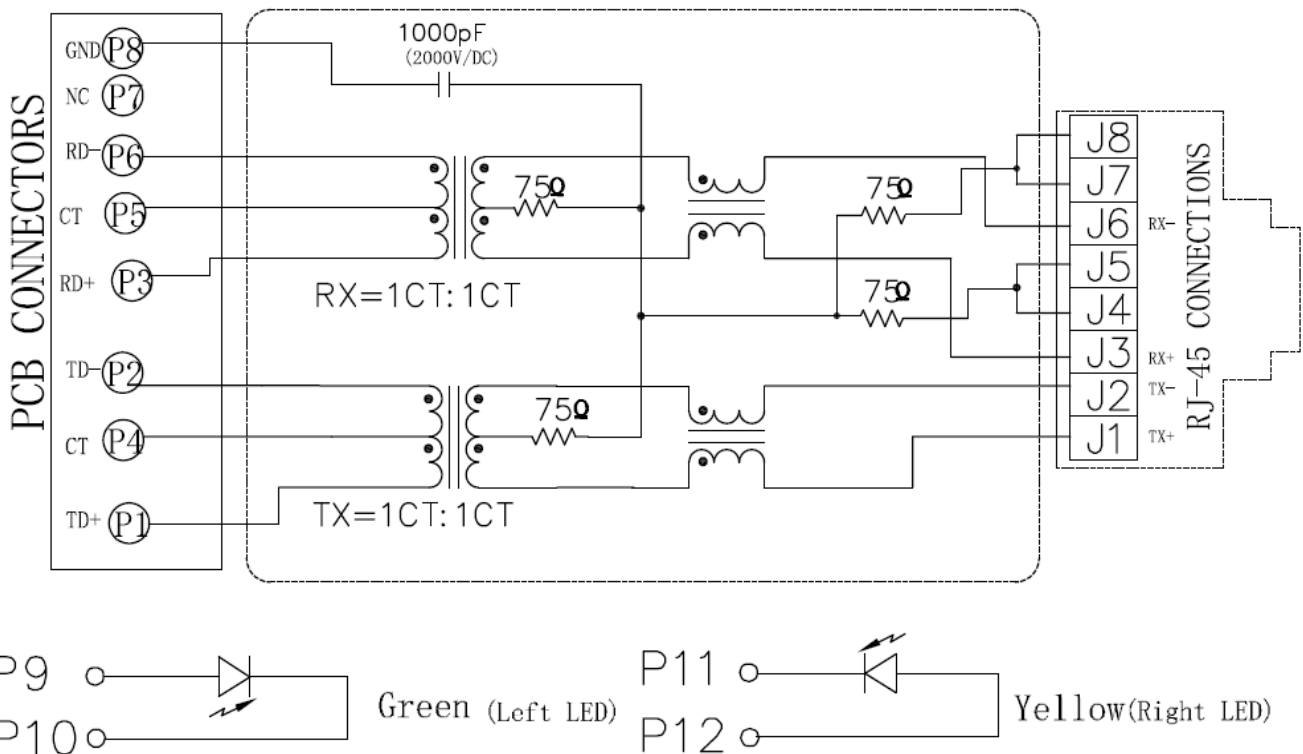 PCB CONNECTORS
GND P8
NC P7
RD- P6
CT P5
RD+ P3
TD- P2
CT P4
TD+ P1
1000pF
(2000V/DC)
75Ω
75Ω
75Ω
RX=1CT:1CT
75Ω
TX=1CT:1CT
J8
J7
J6 RX-
J5
J4
J3 RX+
J2 TX-
J1 TX+
RJ-45 CONNECTIONS
P9
P10
Green (Left LED)
P11
P12
Yellow(Right LED)